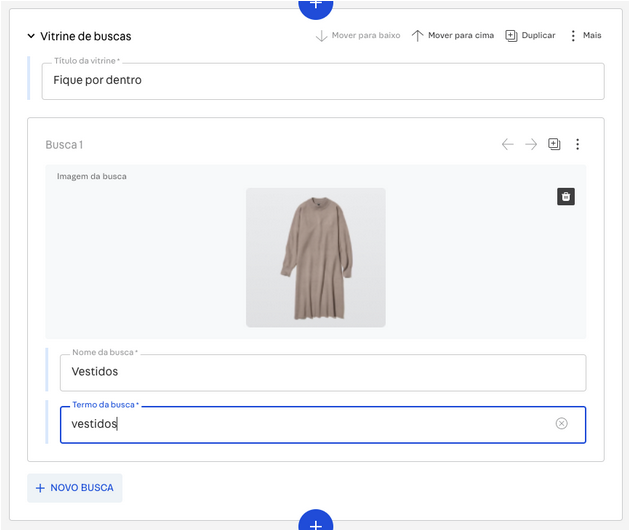 Vitrine de buscas
Mover para baixo
Mover para cima
Duplicar
Mais
Título da vitrine *
Fique por dentro
Busca 1
Imagem da busca
Nome da busca *
Vestidos
Termo da busca *
vestidos
NOVO BUSCA